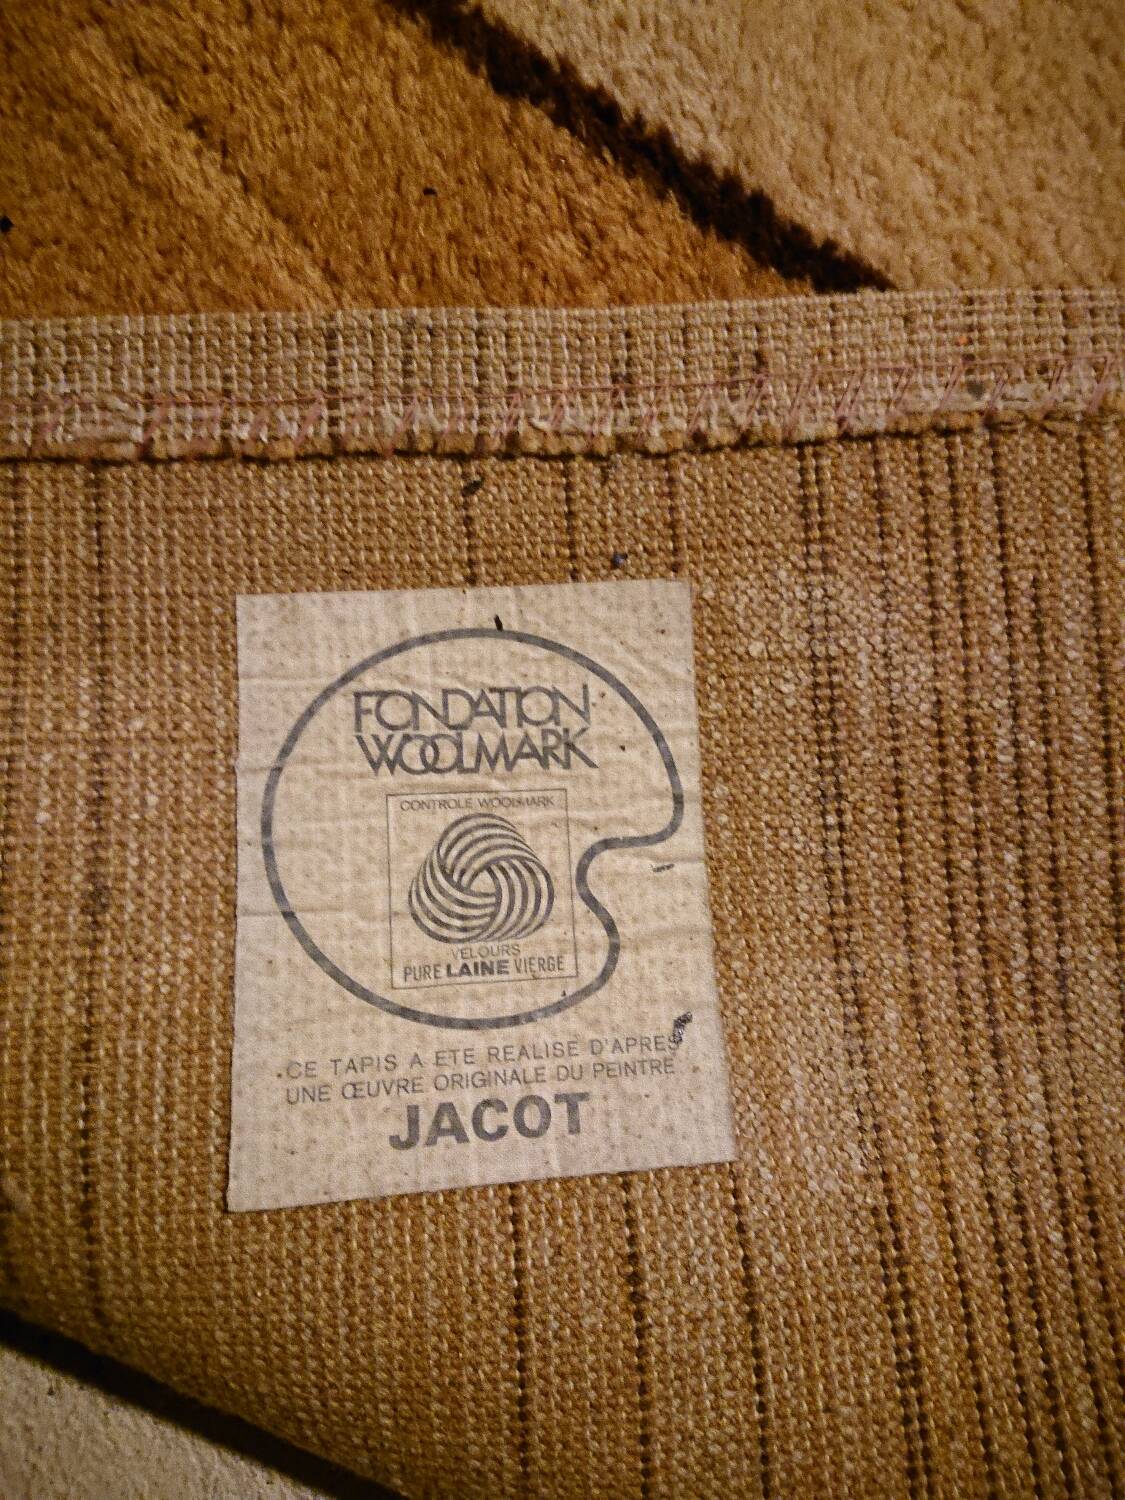 FONDATION
WOOLMARK
CONTROLE WOOLMARK
VELOURS
PURE LAINE VIERGE
CE TAPIS A ETE REALISE D'APRES
UNE ŒUVRE ORIGINALE DU PEINTRE
JACOT